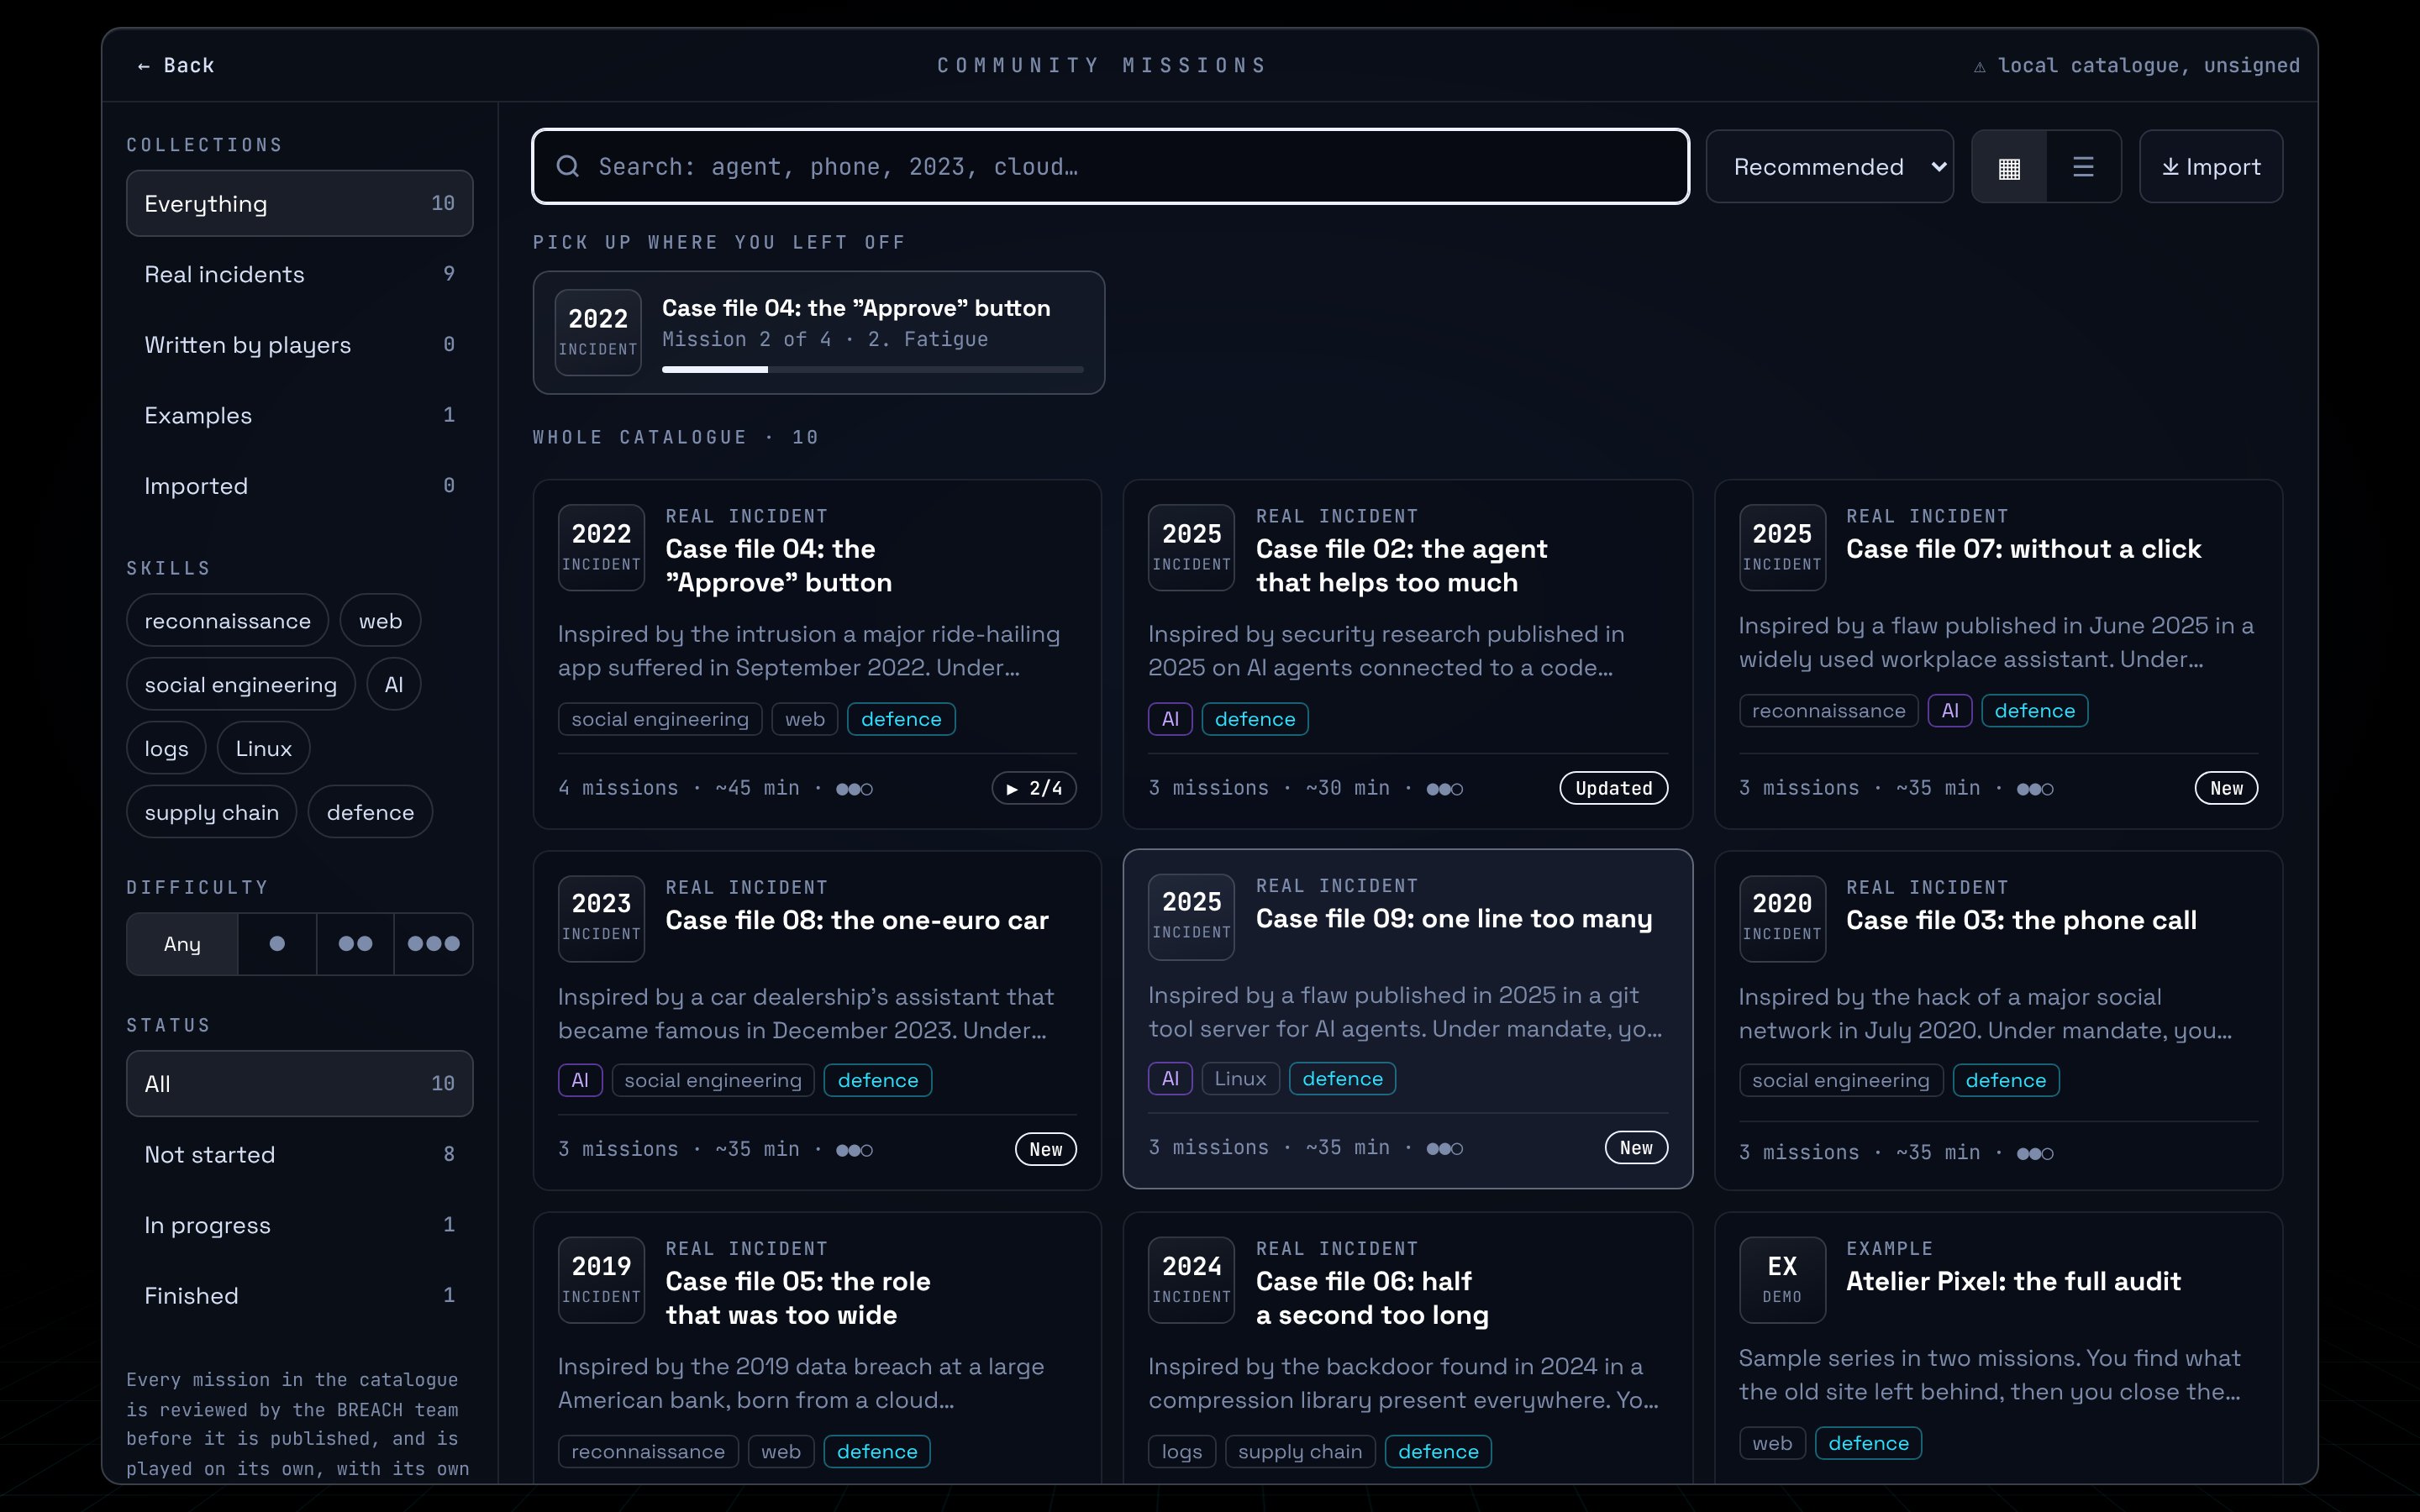 ← Back
COMMUNITY MISSIONS
⚠ local catalogue, unsigned
COLLECTIONS
Everything 10
Real incidents 9
Written by players 0
Examples 1
Imported 0
SKILLS
reconnaissance web
social engineering AI
logs Linux
supply chain defence
DIFFICULTY
Any ● ●● ●●●
STATUS
All 10
Not started 8
In progress 1
Finished 1
Every mission in the catalogue
is reviewed by the BREACH team
before it is published, and is
played on its own, with its own
Search: agent, phone, 2023, cloud…
Recommended
Import
PICK UP WHERE YOU LEFT OFF
2022
INCIDENT
Case file 04: the ”Approve” button
Mission 2 of 4 · 2. Fatigue
WHOLE CATALOGUE · 10
2022
INCIDENT
REAL INCIDENT
Case file 04: the
”Approve” button
Inspired by the intrusion a major ride-hailing
app suffered in September 2022. Under…
social engineering web defence
4 missions · ~45 min · ●●○
▶ 2/4
2025
INCIDENT
REAL INCIDENT
Case file 02: the agent
that helps too much
Inspired by security research published in
2025 on AI agents connected to a code…
AI defence
3 missions · ~30 min · ●●○
Updated
2025
INCIDENT
REAL INCIDENT
Case file 07: without a click
Inspired by a flaw published in June 2025 in a
widely used workplace assistant. Under…
reconnaissance AI defence
3 missions · ~35 min · ●●○
New
2023
INCIDENT
REAL INCIDENT
Case file 08: the one-euro car
Inspired by a car dealership’s assistant that
became famous in December 2023. Under…
AI social engineering defence
3 missions · ~35 min · ●●○
New
2025
INCIDENT
REAL INCIDENT
Case file 09: one line too many
Inspired by a flaw published in 2025 in a git
tool server for AI agents. Under mandate, yo…
AI Linux defence
3 missions · ~35 min · ●●○
New
2020
INCIDENT
REAL INCIDENT
Case file 03: the phone call
Inspired by the hack of a major social
network in July 2020. Under mandate, you…
social engineering defence
3 missions · ~35 min · ●●○
2019
INCIDENT
REAL INCIDENT
Case file 05: the role
that was too wide
Inspired by the 2019 data breach at a large
American bank, born from a cloud…
reconnaissance web defence
2024
INCIDENT
REAL INCIDENT
Case file 06: half
a second too long
Inspired by the backdoor found in 2024 in a
compression library present everywhere. Yo…
logs supply chain defence
EX
DEMO
EXAMPLE
Atelier Pixel: the full audit
Sample series in two missions. You find what
the old site left behind, then you close the…
web defence